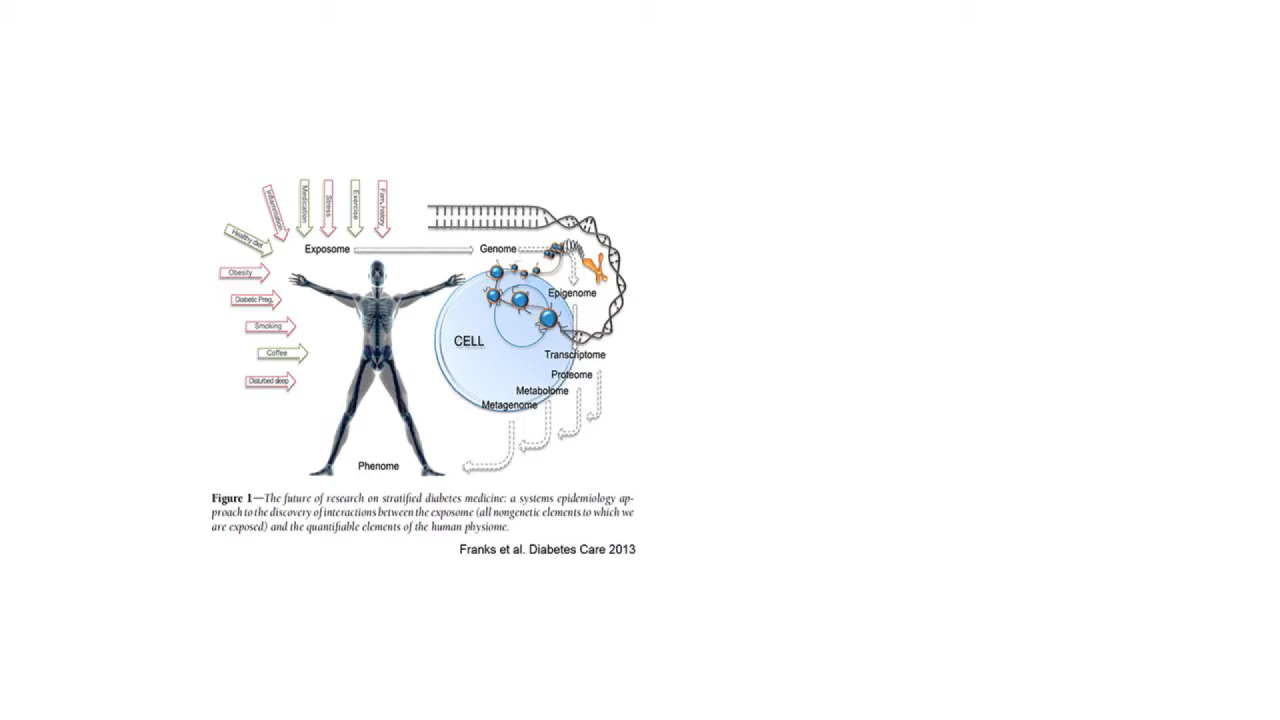 Inflammation
Medication
Stress
Exercise
Fam. history
Healthy diet
Exposome
Genome
Obesity
Epigenome
Diabetic Preg.
Smoking
CELL
Coffee
Transcriptome
Proteome
Disturbed sleep
Metabolome
Metagenome
Phenome
Figure 1—The future of research on stratified diabetes medicine: a systems epidemiology ap-
proach to the discovery of interactions between the exposome (all nongenetic elements to which we
are exposed) and the quantifiable elements of the human physiome.
Franks et al. Diabetes Care 2013